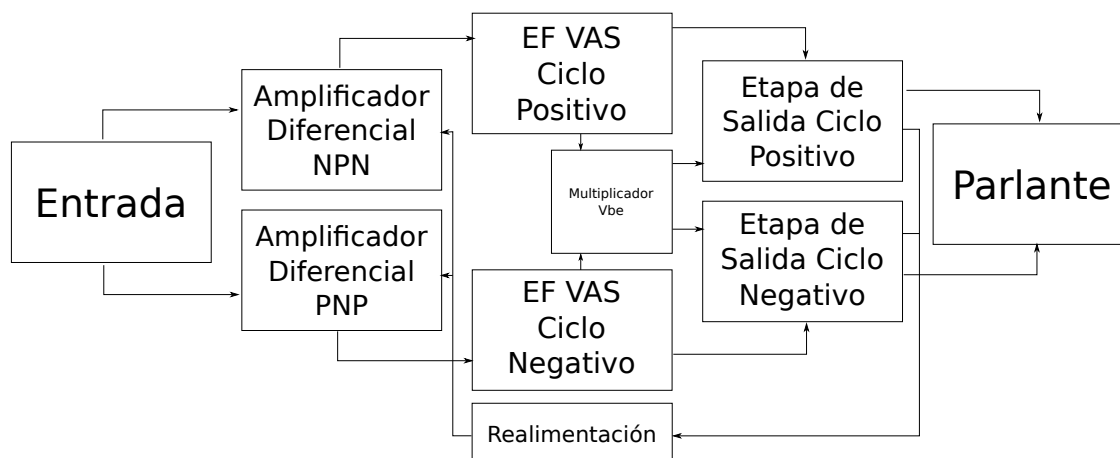 Entrada
Amplificador
Diferencial
NPN
Amplificador
Diferencial
PNP
EF VAS
Ciclo
Positivo
Multiplicador
Vbe
EF VAS
Ciclo
Negativo
Realimentación
Etapa de
Salida Ciclo
Positivo
Etapa de
Salida Ciclo
Negativo
Parlante